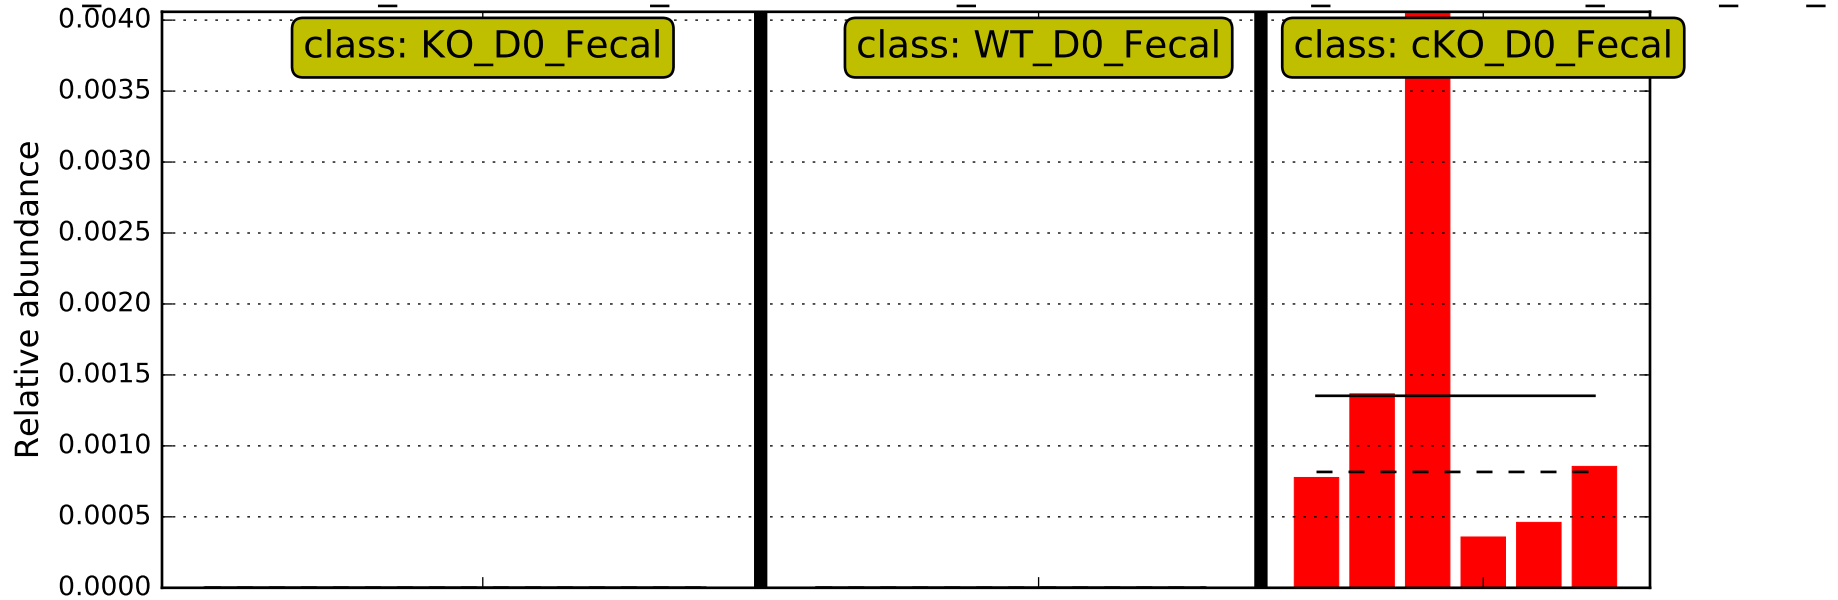 0.0040
class: KO_D0_Fecal
class: WT_D0_Fecal
class: cKO_D0_Fecal
0.0035
0.0030
0.0025
0.0020
0.0015
0.0010
0.0005
0.0000
Relative abundance